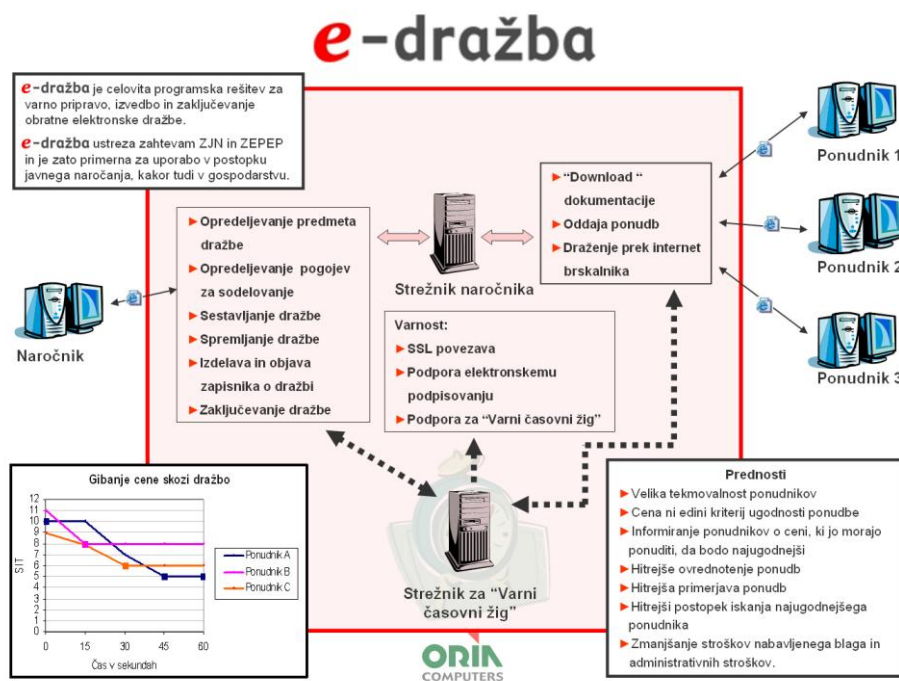 e-dražba
e-dražba je celovita programska rešitev za
varno pripravo, izvedbo in zaključevanje
obratne elektronske dražbe.
e-dražba ustreza zahtevam ZJN in ZEPEP
in je zato primerna za uporabo v postopku
javnega naročanja, kakor tudi v gospodarstvu.
Naročnik
►Opredeljevanje predmeta
dražbe
►Opredeljevanje pogojev
za sodelovanje
►Sestavljanje dražbe
►Spremljanje dražbe
►Izdelava in objava
zapisnika o dražbi
►Zaključevanje dražbe
Strežnik naročnika
►"Download "
dokumentacije
►Oddaja ponudb
►Draženje prek internet
brskalnika
Ponudnik 1
Ponudnik 2
Ponudnik 3
Varnost:
►SSL povezava
►Podpora elektronskemu
podpisovanju
►Podpora za "Varni časovni žig"
Strežnik za "Varni
časovni žig"
Gibanje cene skozi dražbo
12
11
10
9
8
7
6
5
4
3
2
1
0
SIT
0 15 30 45 60
Čas v sekundah
Ponudnik A
Ponudnik B
Ponudnik C
Prednosti
►Velika tekmovalnost ponudnikov
►Cena ni edini kriterij ugodnosti ponudbe
►Informiranje ponudnikov o ceni, ki jo morajo
ponuditi, da bodo najugodnejši
►Hitrejše ovrednotenje ponudb
►Hitrejša primerjava ponudb
►Hitrejši postopek iskanja najugodnejšega
ponudnika
►Zmanjšanje stroškov nabavljenega blaga in
administrativnih stroškov.
ORIA
COMPUTERS